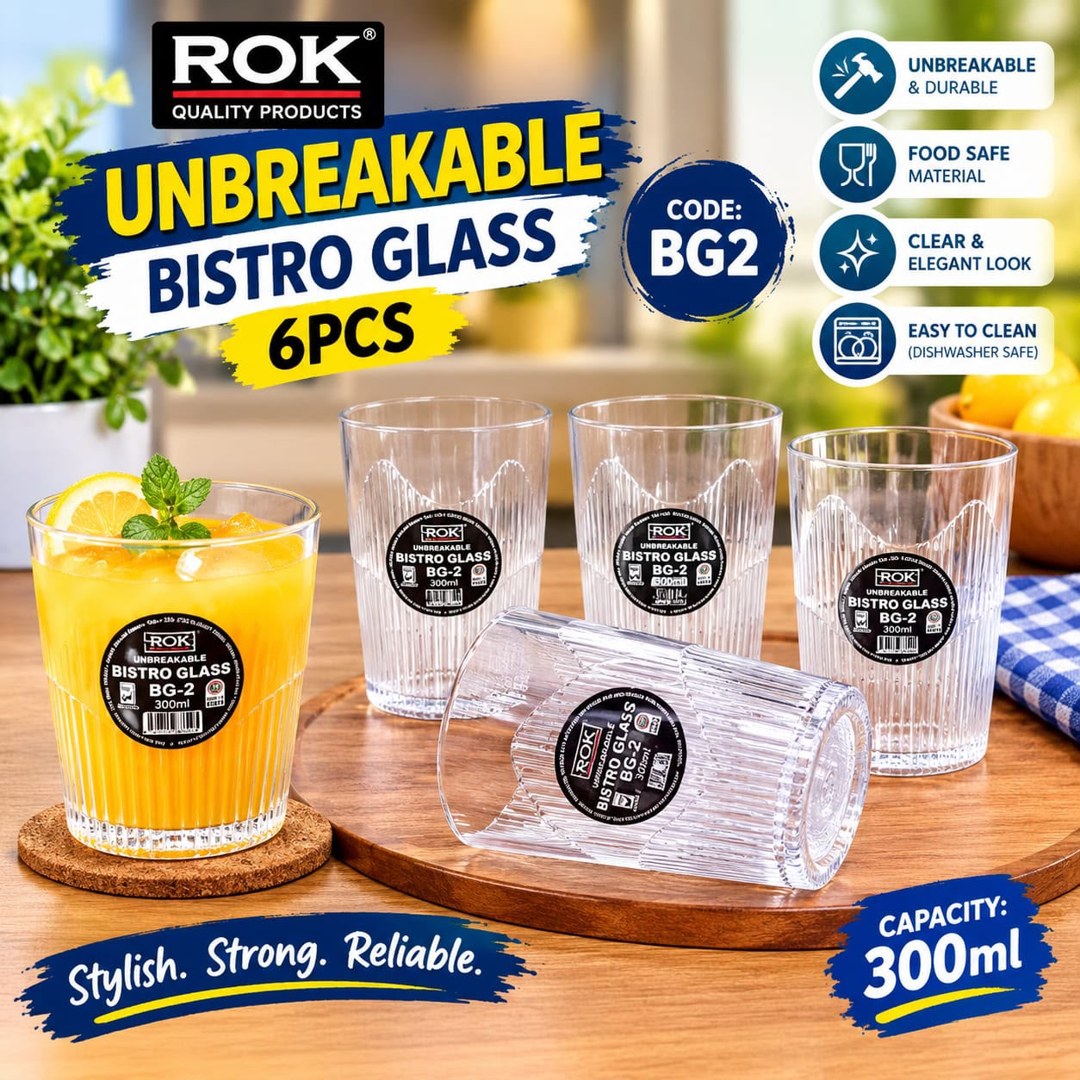 ROK®
QUALITY PRODUCTS
UNBREAKABLE
BISTRO GLASS
6PCS
CODE:
BG2
UNBREAKABLE
& DURABLE
FOOD SAFE
MATERIAL
CLEAR &
ELEGANT LOOK
EASY TO CLEAN
(DISHWASHER SAFE)
ROK
UNBREAKABLE
BISTRO GLASS
BG-2
300ml
ROK
UNBREAKABLE
BISTRO GLASS
BG-2
300ml
ROK
UNBREAKABLE
BISTRO GLASS
BG-2
300ml
ROK
UNBREAKABLE
BISTRO GLASS
BG-2
300ml
ROK
UNBREAKABLE
BISTRO GLASS
BG-2
300ml
Stylish. Strong. Reliable.
CAPACITY:
300ml